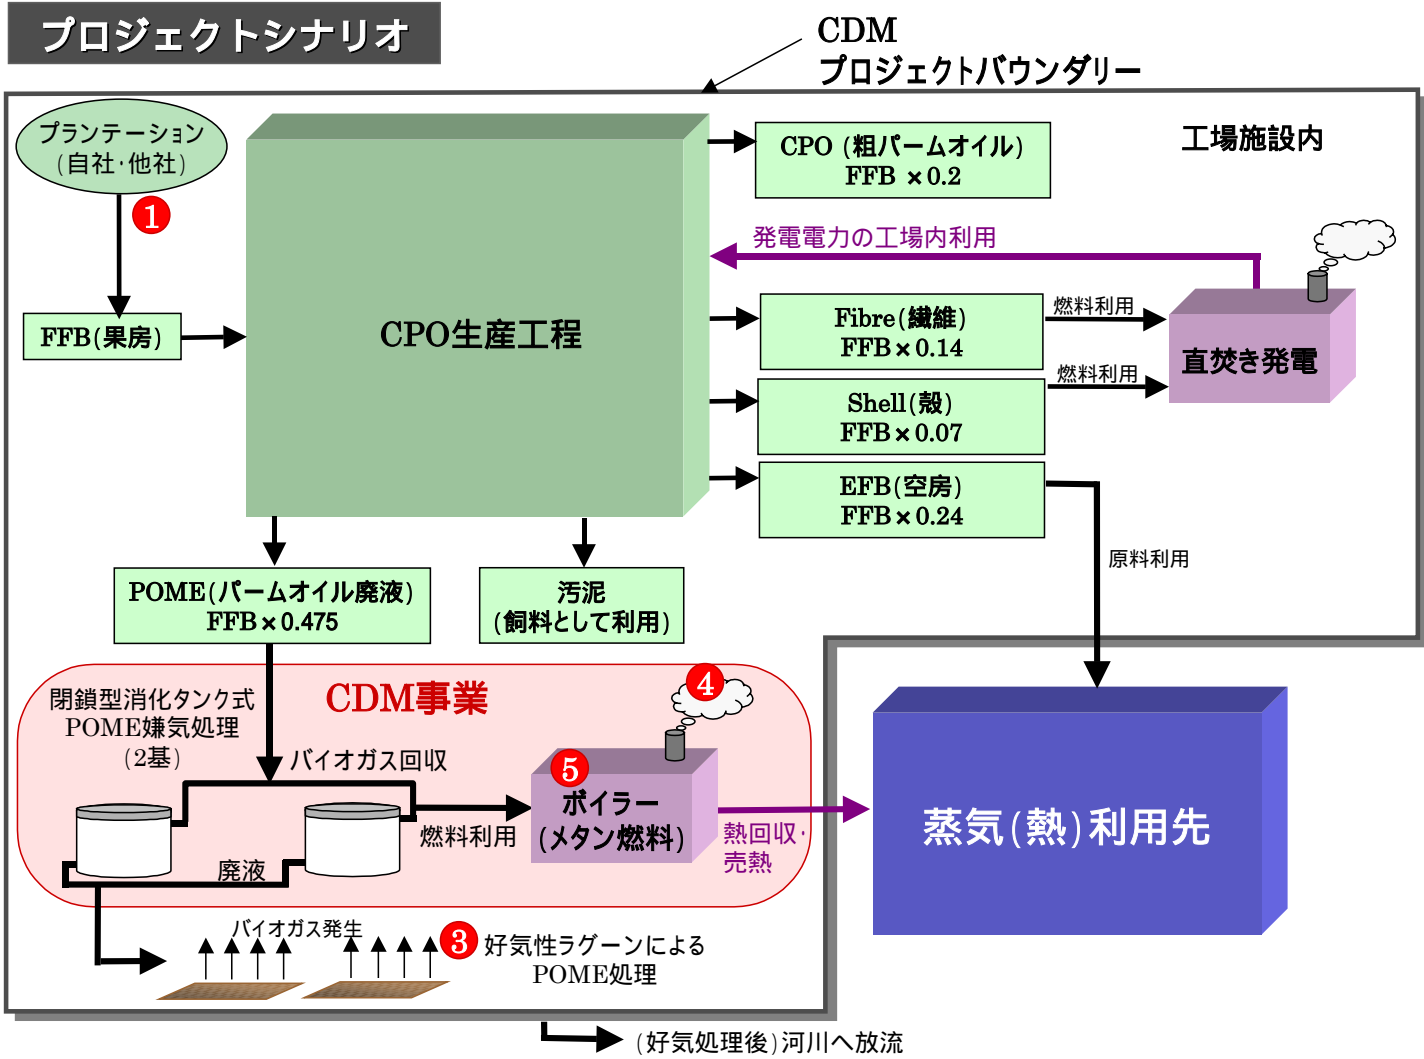 プロジェクトシナリオ
CDM
プロジェクトバウンダリー
プランテーション
(自社・他社)
1
工場施設内
CPO (粗パームオイル)
FFB ×0.2
発電電力の工場内利用
FFB(果房)
CPO生産工程
Fibre(繊維)
FFB×0.14
燃料利用
直焚き発電
Shell(殻)
FFB×0.07
燃料利用
EFB(空房)
FFB×0.24
原料利用
POME(パームオイル廃液)
FFB×0.475
汚泥
(飼料として利用)
CDM事業
4
閉鎖型消化タンク式
POME嫌気処理
(2基)
バイオガス回収
5
ボイラー
(メタン燃料)
燃料利用
熱回収・
売熱
蒸気(熱)利用先
廃液
バイオガス発生
3
好気性ラグーンによる
POME処理
(好気処理後)河川へ放流